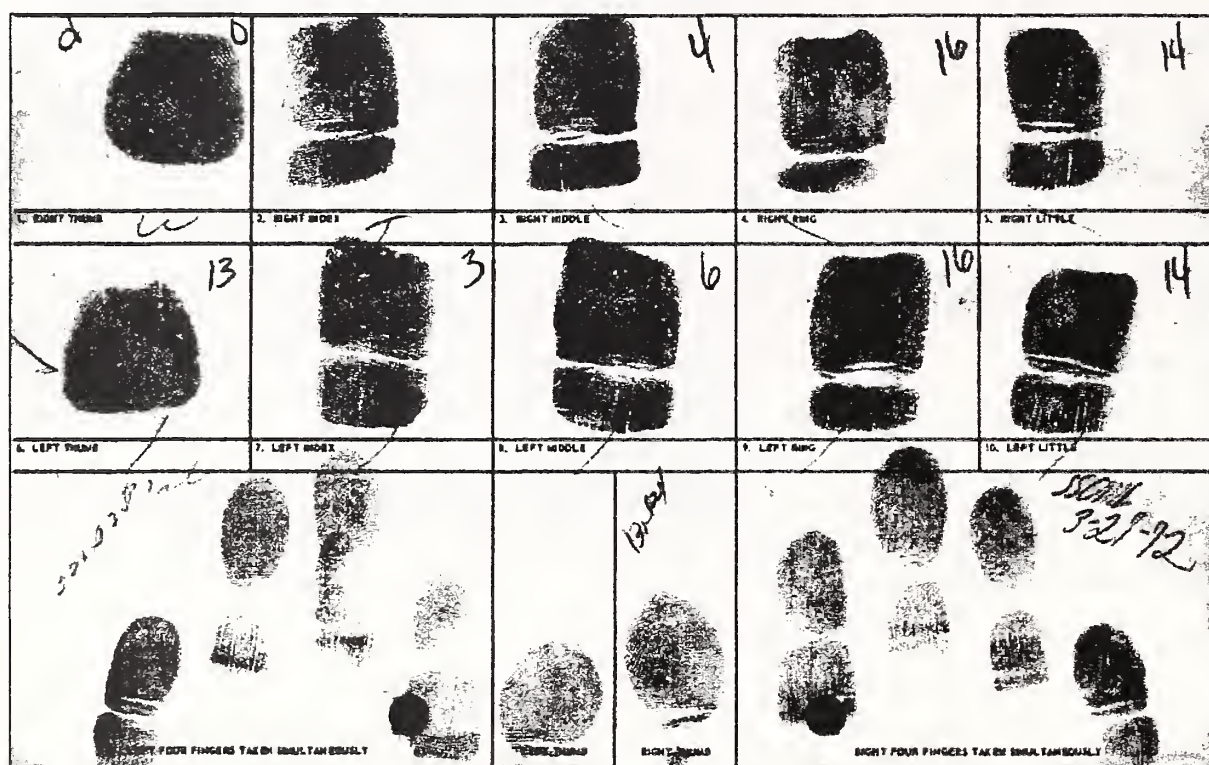 0
4
16
14
1. RIGHT THUMB
2. RIGHT INDEX
3. RIGHT MIDDLE
4. RIGHT RING
5. RIGHT LITTLE
13
3
6
16
14
6. LEFT THUMB
7. LEFT INDEX
8. LEFT MIDDLE
9. LEFT RING
10. LEFT LITTLE
3-29-92
FOUR FINGERS TAKEN SIMULTANEOUSLY
RIGHT THUMB
RIGHT FOUR FINGERS TAKEN SIMULTANEOUSLY